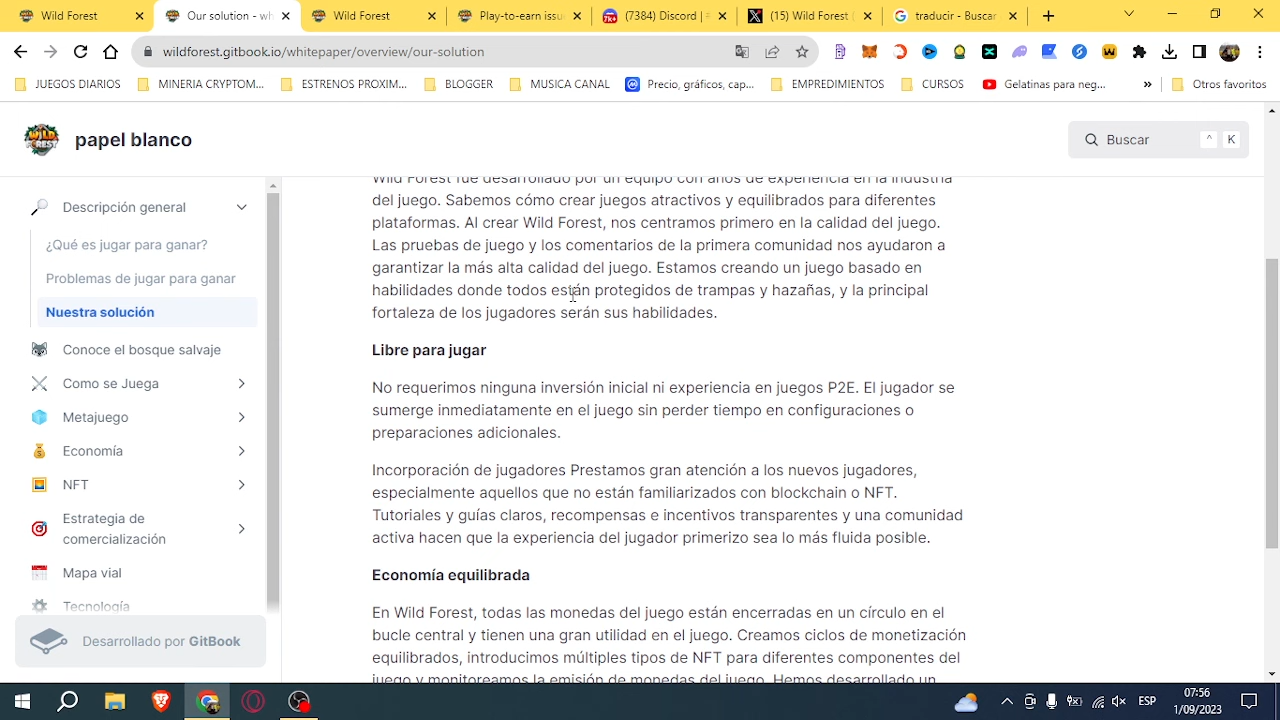 Wild Forest
Our solution - wh
Wild Forest
Play-to-earn issue
(7384) Discord |
(15) Wild Forest
traducir - Buscar
wildforest.gitbook.io/whitepaper/overview/our-solution
JUEGOS DIARIOS
MINERIA CRYPTOM...
ESTRENOS PROXIM...
BLOGGER
MUSICA CANAL
Precio, gráficos, cap...
EMPREDIMIENTOS
CURSOS
Gelatinas para neg...
»
Otros favoritos
WILD FOREST
papel blanco
Buscar
^ K
Descripción general
¿Qué es jugar para ganar?
Problemas de jugar para ganar
Nuestra solución
Conoce el bosque salvaje
Como se Juega
Metajuego
Economía
NFT
Estrategia de
comercialización
Mapa vial
Tecnología
Desarrollado por GitBook
Wild Forest fue desarrollado por un equipo con años de experiencia en la industria
del juego. Sabemos cómo crear juegos atractivos y equilibrados para diferentes
plataformas. Al crear Wild Forest, nos centramos primero en la calidad del juego.
Las pruebas de juego y los comentarios de la primera comunidad nos ayudaron a
garantizar la más alta calidad del juego. Estamos creando un juego basado en
habilidades donde todos están protegidos de trampas y hazañas, y la principal
fortaleza de los jugadores serán sus habilidades.
Libre para jugar
No requerimos ninguna inversión inicial ni experiencia en juegos P2E. El jugador se
sumerge inmediatamente en el juego sin perder tiempo en configuraciones o
preparaciones adicionales.
Incorporación de jugadores Prestamos gran atención a los nuevos jugadores,
especialmente aquellos que no están familiarizados con blockchain o NFT.
Tutoriales y guías claros, recompensas e incentivos transparentes y una comunidad
activa hacen que la experiencia del jugador primerizo sea lo más fluida posible.
Economía equilibrada
En Wild Forest, todas las monedas del juego están encerradas en un círculo en el
bucle central y tienen una gran utilidad en el juego. Creamos ciclos de monetización
equilibrados, introducimos múltiples tipos de NFT para diferentes componentes del
juego y monitoreamos la emisión de monedas del juego. Hemos desarrollado un
ESP
07:56
1/09/2023